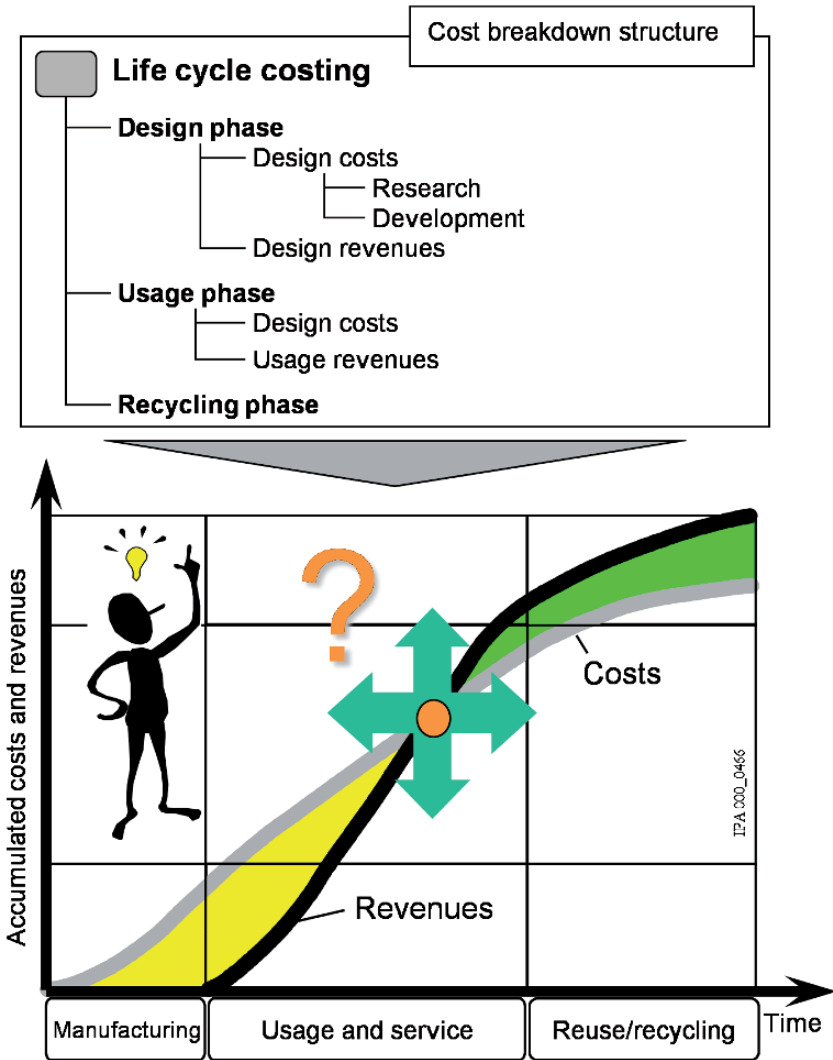 Cost breakdown structure
Life cycle costing
Design phase
Design costs
Research
Development
Design revenues
Usage phase
Design costs
Usage revenues
Recycling phase
Accumulated costs and revenues
?
Costs
IPA 000_0466
Revenues
Manufacturing
Usage and service
Reuse/recycling
Time